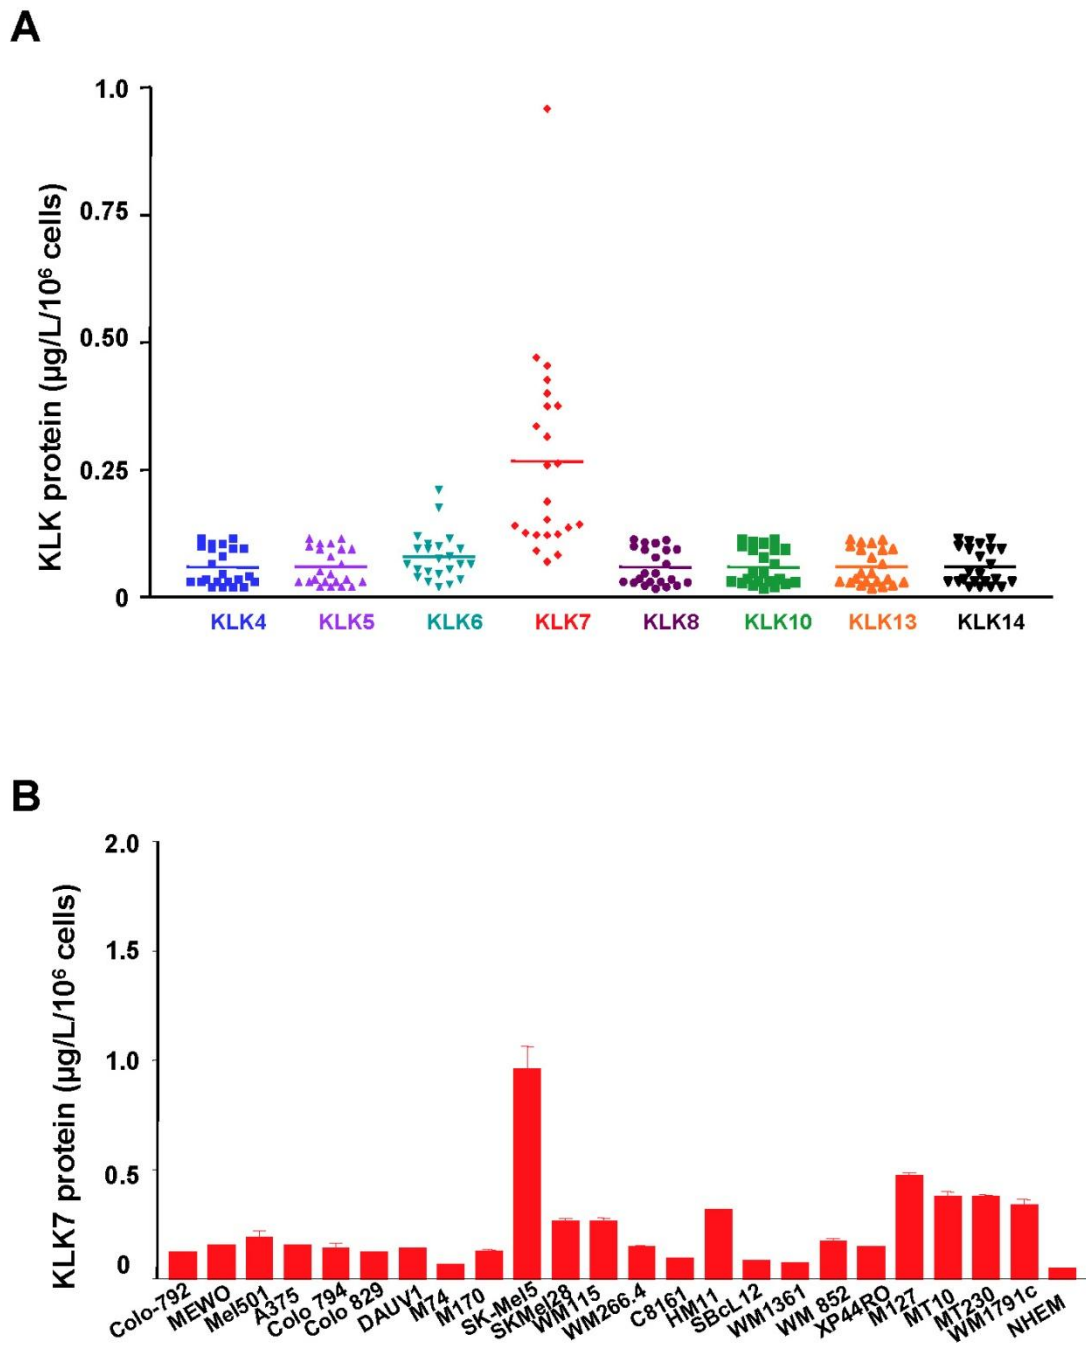 A
KLK protein (µg/L/10⁶ cells)
1.0
0.75
0.50
0.25
0
KLK4 KLK5 KLK6 KLK7 KLK8 KLK10 KLK13 KLK14
B
KLK7 protein (µg/L/10⁶ cells)
2.0
1.5
1.0
0.5
0
Colo-792
MEWO
Mel501
A375
Colo 794
Colo 829
DAUV1
M74
M170
SK-Mel5
SKMel28
WM115
WM266.4
C8161
HM11
SBcL12
WM1361
WM 852
XP44RO
M127
MT10
MT230
WM1791c
NHEM